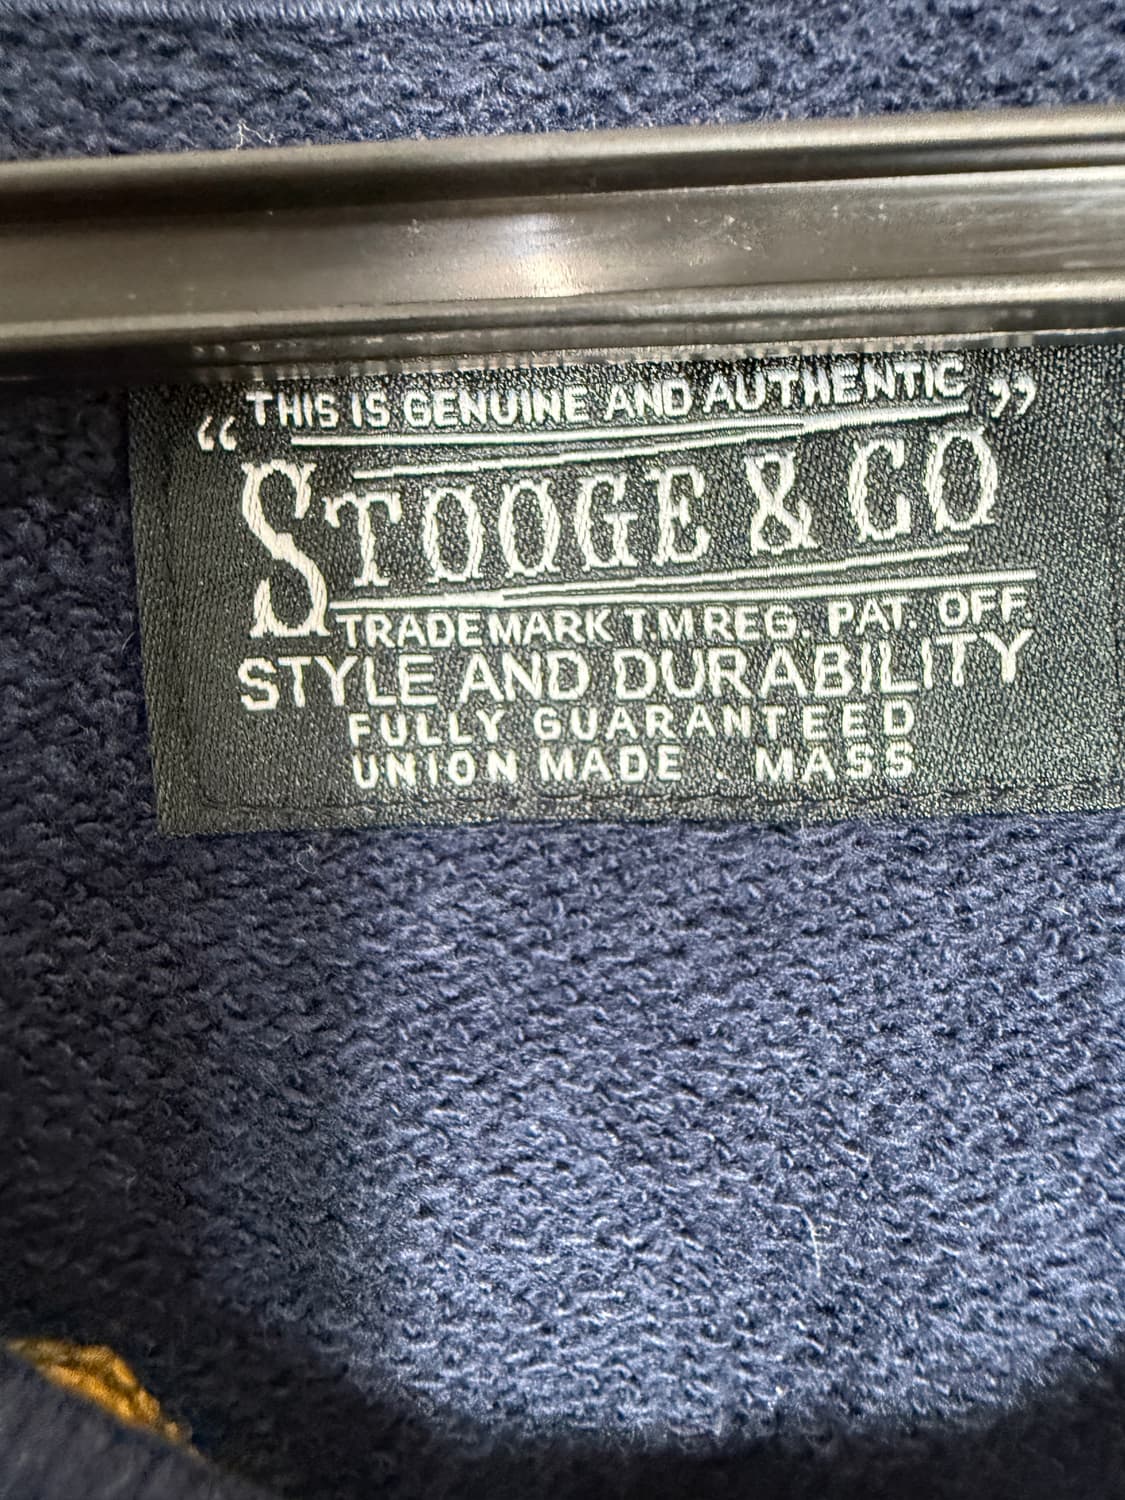 “THIS IS GENUINE AND AUTHENTIC”
STOOGE & CO
TRADEMARK T.M REG. PAT. OFF.
STYLE AND DURABILITY
FULLY GUARANTEED
UNION MADE . MASS